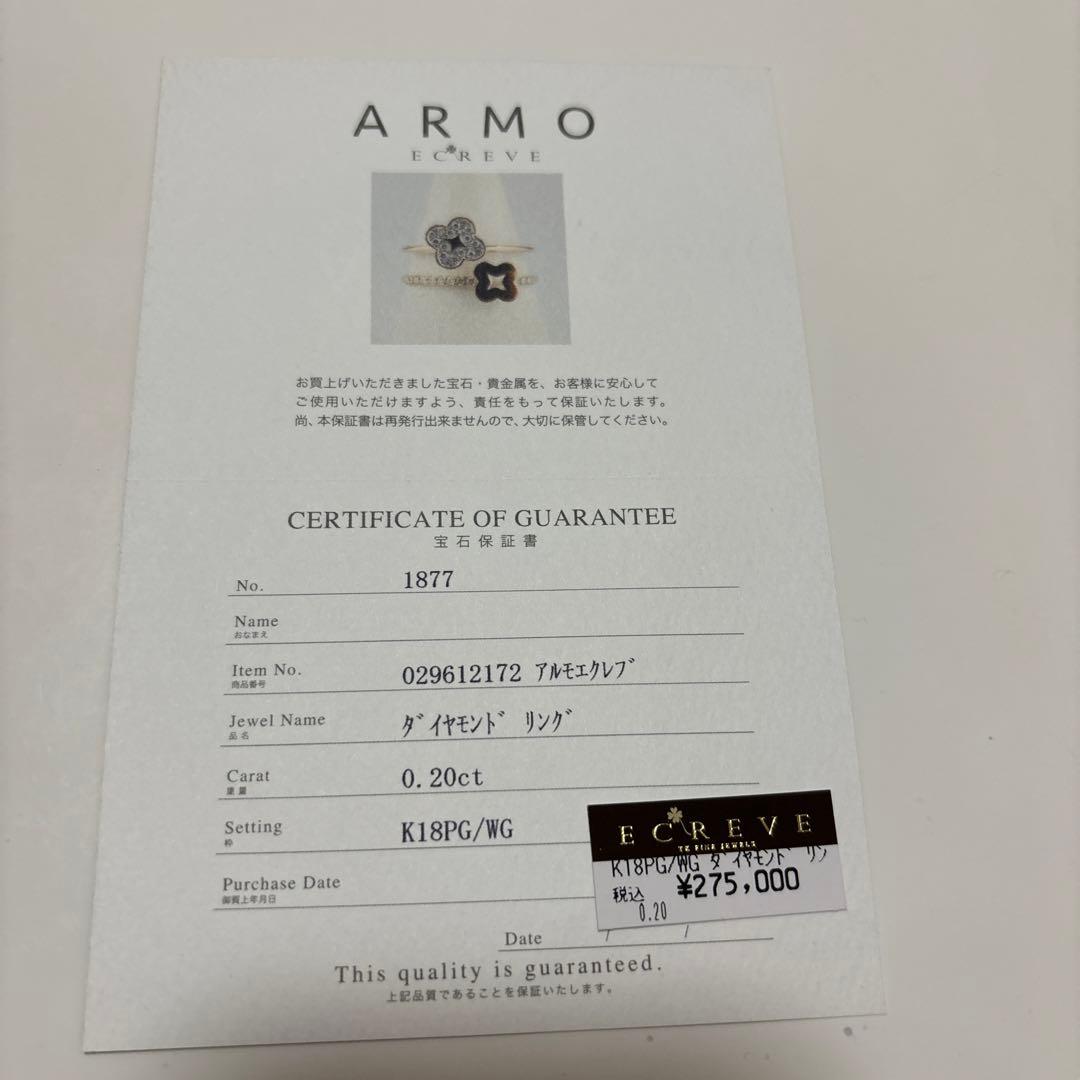 ARMO
ECREVE
お買上げいただきました宝石・貴金属を、お客様に安心して
ご使用いただけますよう、責任をもって保証いたします。
尚、本保証書は再発行出来ませんので、大切に保管してください。
CERTIFICATE OF GUARANTEE
宝石保証書
No. 1877
Name
おなまえ
Item No. 029612172 ｱﾙﾓｴｸﾚﾌﾞ
商品番号
Jewel Name ﾀﾞｲﾔﾓﾝﾄﾞ ﾘﾝｸﾞ
品名
Carat 0.20ct
重量
Setting K18PG/WG
枠
Purchase Date
御買上年月日
ECREVE
TK FINE JEWELS
K18PG/WG ﾀﾞｲﾔﾓﾝﾄﾞ ﾘﾝ
税込 ¥275,000
0.20
Date / /
This quality is guaranteed.
上記品質であることを保証いたします。